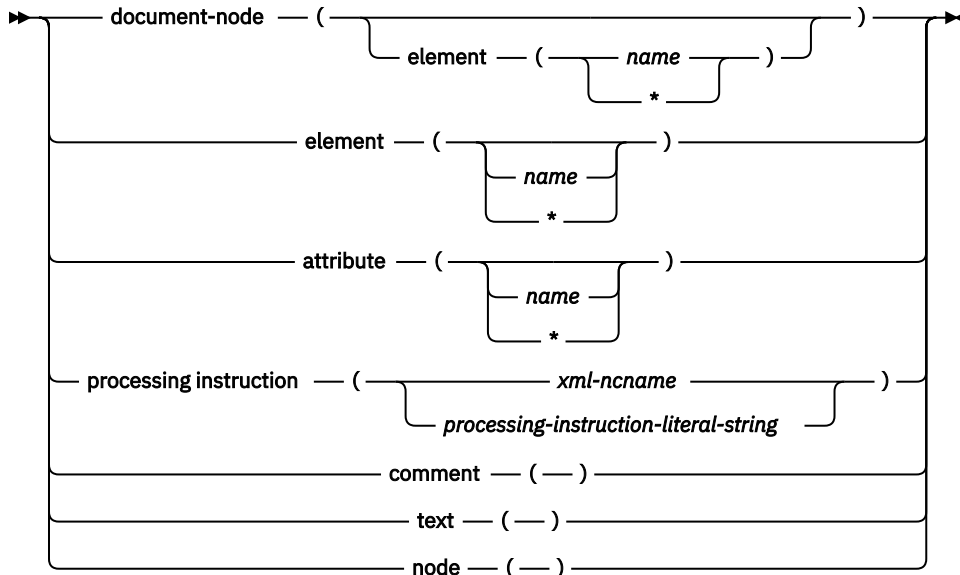 document-node ( )
element ( name )
*
element ( )
name
*
attribute ( )
name
*
processing instruction ( xml-ncname )
processing-instruction-literal-string
comment ( )
text ( )
node ( )